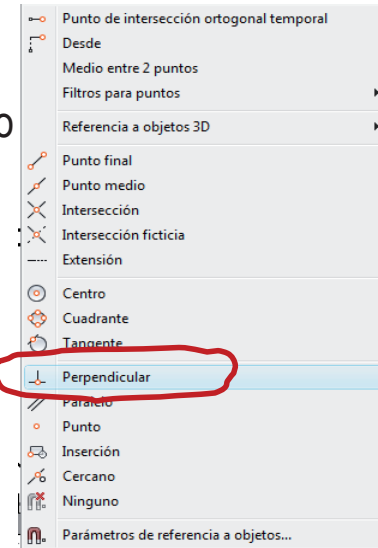 Punto de intersección ortogonal temporal
Desde
Medio entre 2 puntos
Filtros para puntos
Referencia a objetos 3D
Punto final
Punto medio
Intersección
Intersección ficticia
Extensión
Centro
Cuadrante
Tangente
Perpendicular
Paralelo
Punto
Inserción
Cercano
Ninguno
Parámetros de referencia a objetos...